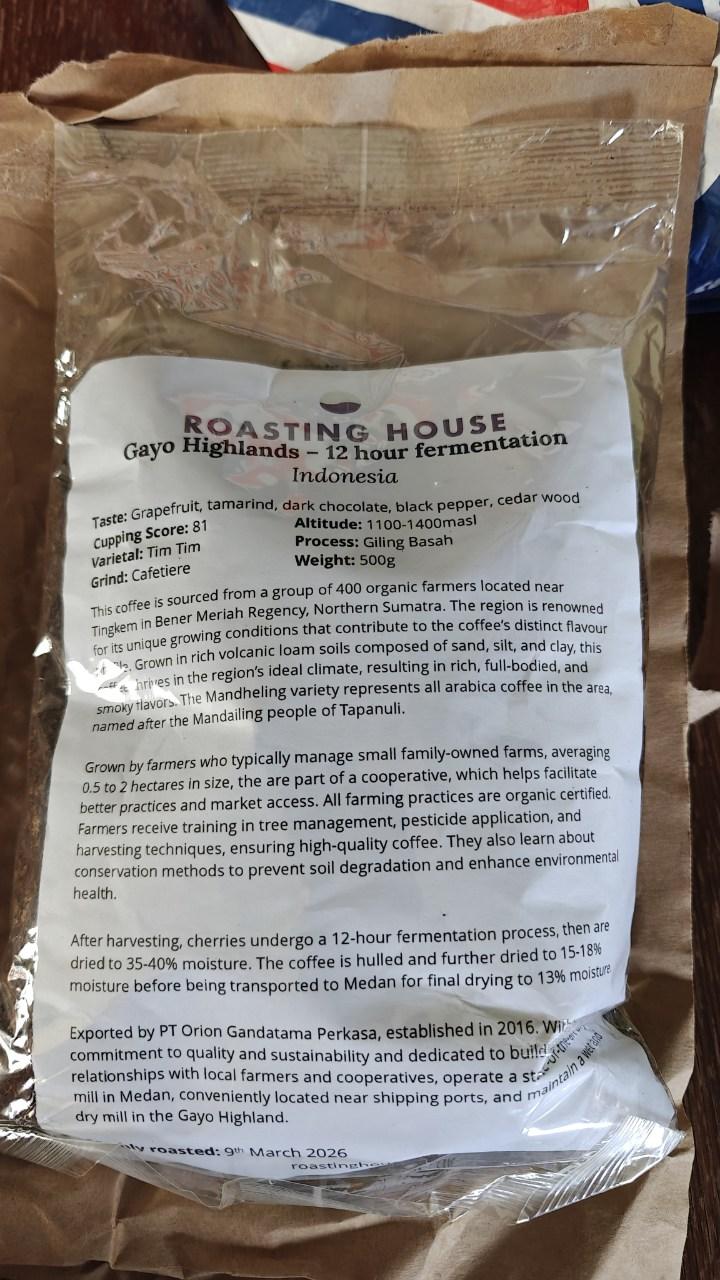 ROASTING HOUSE
Gayo Highlands – 12 hour fermentation
Indonesia
Taste: Grapefruit, tamarind, dark chocolate, black pepper, cedar wood
Cupping Score: 81
Altitude: 1100-1400masl
Varietal: Tim Tim
Process: Giling Basah
Grind: Cafetiere
Weight: 500g
This coffee is sourced from a group of 400 organic farmers located near
Tingkem in Bener Meriah Regency, Northern Sumatra. The region is renowned
for its unique growing conditions that contribute to the coffee's distinct flavour
Grown in rich volcanic loam soils composed of sand, silt, and clay, this
in the region's ideal climate, resulting in rich, full-bodied, and
smoky flavors. The Mandheling variety represents all arabica coffee in the area,
named after the Mandailing people of Tapanuli.
Grown by farmers who typically manage small family-owned farms, averaging
0.5 to 2 hectares in size, the are part of a cooperative, which helps facilitate
better practices and market access. All farming practices are organic certified.
Farmers receive training in tree management, pesticide application, and
harvesting techniques, ensuring high-quality coffee. They also learn about
conservation methods to prevent soil degradation and enhance environmental
health.
After harvesting, cherries undergo a 12-hour fermentation process, then are
dried to 35-40% moisture. The coffee is hulled and further dried to 15-18%
moisture before being transported to Medan for final drying to 13% moisture
Exported by PT Orion Gandatama Perkasa, established in 2016.
commitment to quality and sustainability and dedicated to
relationships with local farmers and cooperatives, operate a
mill in Medan, conveniently located near shipping ports, and maintain a wet and
dry mill in the Gayo Highland.
roasted: 9th March 2026